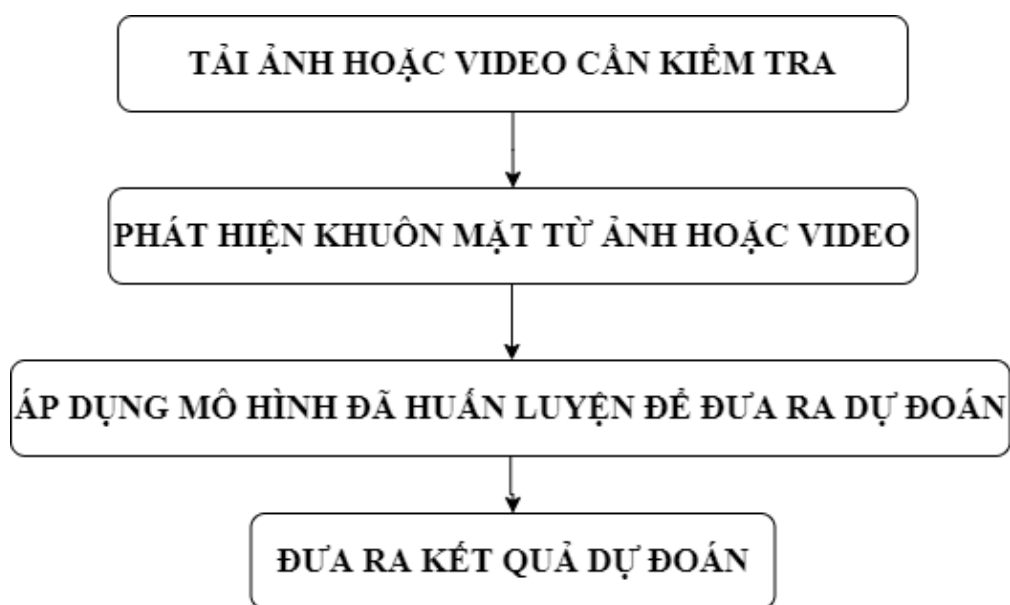 TẢI ẢNH HOẶC VIDEO CẦN KIỂM TRA
PHÁT HIỆN KHUÔN MẶT TỪ ẢNH HOẶC VIDEO
ÁP DỤNG MÔ HÌNH ĐÃ HUẤN LUYỆN ĐỂ ĐƯA RA DỰ ĐOÁN
ĐƯA RA KẾT QUẢ DỰ ĐOÁN